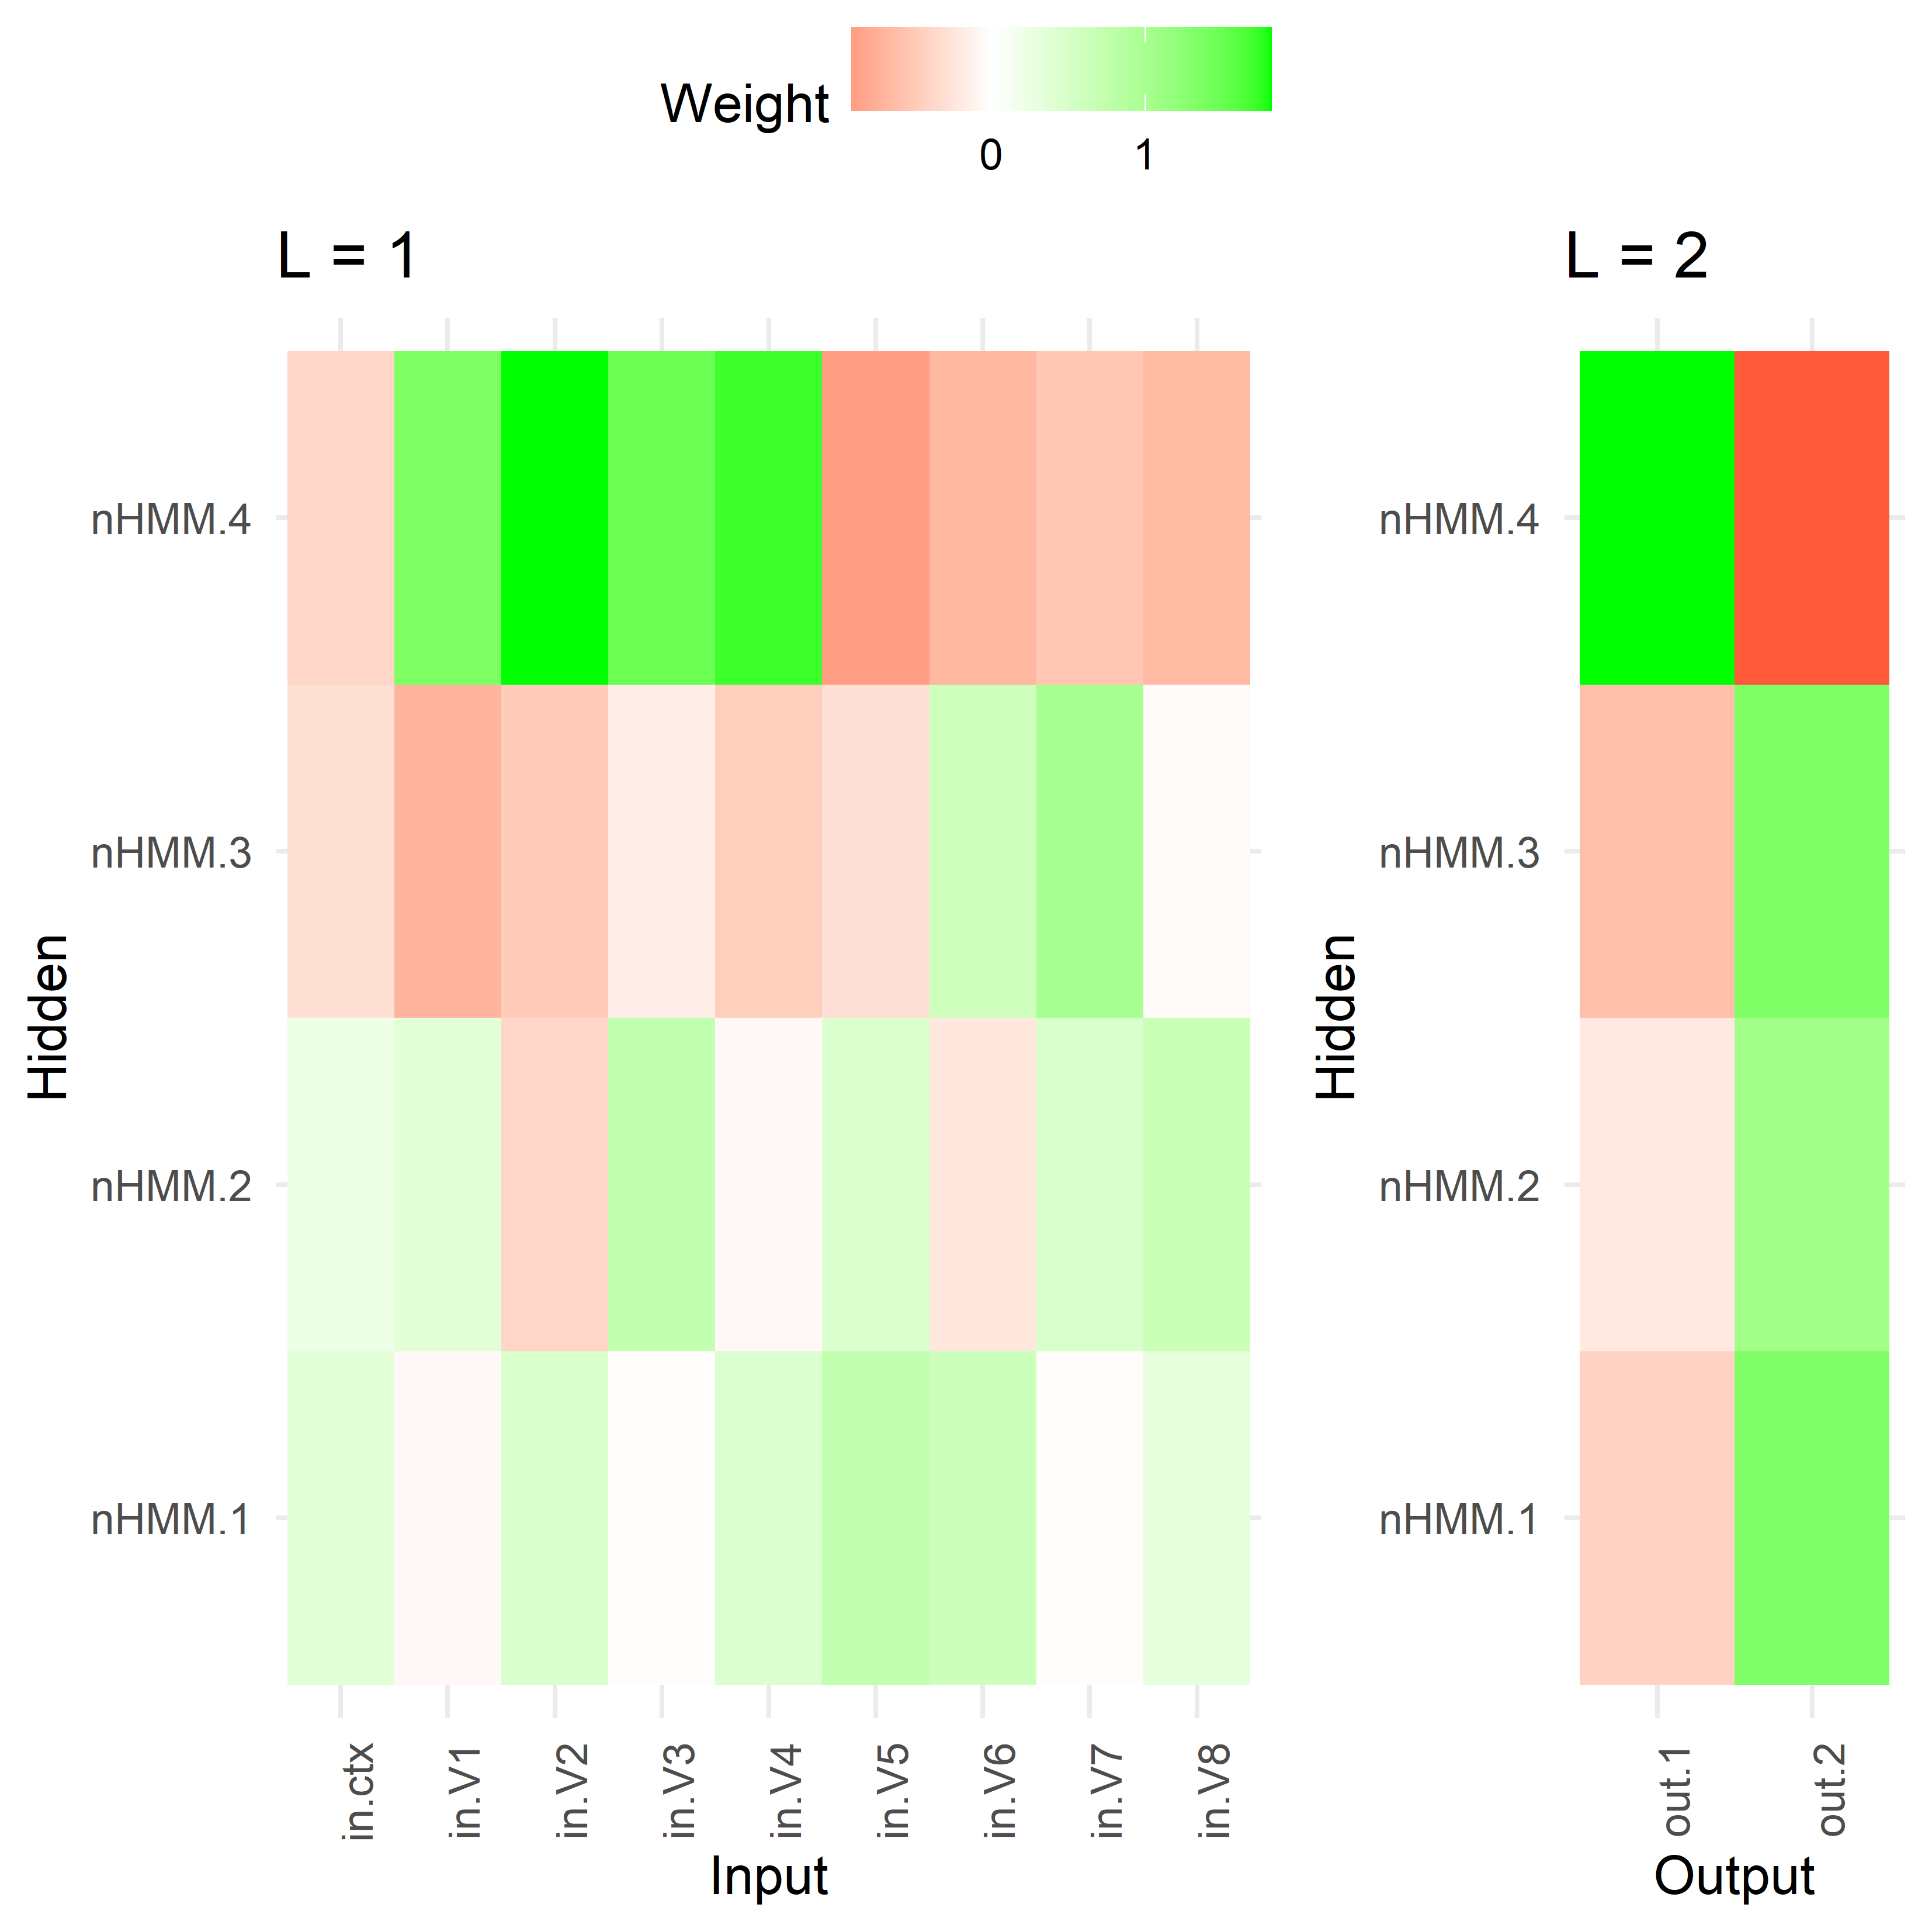 Weight
0 1
L = 1
nHMM.4
nHMM.3
nHMM.2
nHMM.1
Hidden
in.ctx
in.V1
in.V2
in.V3
in.V4
in.V5
in.V6
in.V7
in.V8
Input
L = 2
nHMM.4
nHMM.3
nHMM.2
nHMM.1
Hidden
out.1
out.2
Output